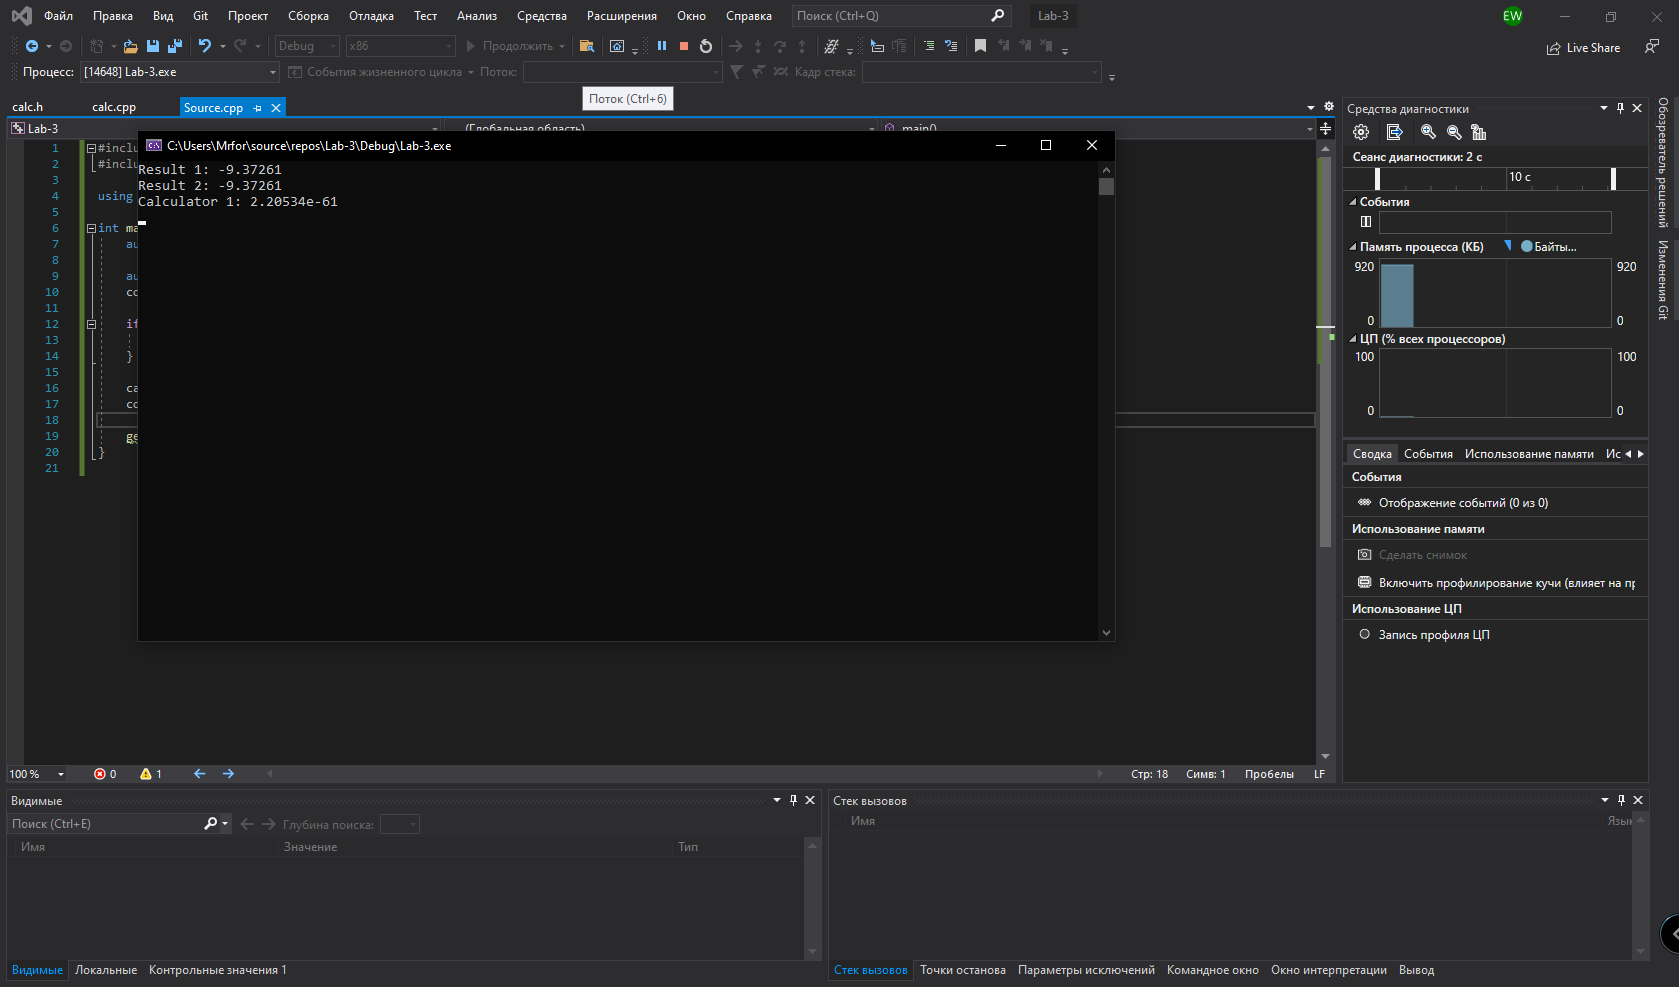 Файл Правка Вид Git Проект Сборка Отладка Тест Анализ Средства Расширения Окно Справка Поиск (Ctrl+Q) Lab-3 EW
Debug x86 Продолжить Live Share
Процесс: [14648] Lab-3.exe События жизненного цикла Поток: Кадр стека:
Поток (Ctrl+6)
calc.h calc.cpp Source.cpp
Lab-3 (Глобальная область) main()
C:\Users\Mrfor\source\repos\Lab-3\Debug\Lab-3.exe
Result 1: -9.37261
Result 2: -9.37261
Calculator 1: 2.20534e-61
1 #inclu
2 #inclu
3
4 using
5
6 int ma
7 au
8
9 au
10 co
11
12 if
13
14 }
15
16 ca
17 co
18
19 ge
20 }
21
100 % 0 1 Стр: 18 Симв: 1 Пробелы LF
Средства диагностики
Сеанс диагностики: 2 с
10 с
События
Память процесса (КБ) Байты...
920 920
0 0
ЦП (% всех процессоров)
100 100
0 0
Сводка События Использование памяти Ис
События
Отображение событий (0 из 0)
Использование памяти
Сделать снимок
Включить профилирование кучи (влияет на пр
Использование ЦП
Запись профиля ЦП
Обозреватель решений
Изменения Git
Видимые
Поиск (Ctrl+E) Глубина поиска:
Имя Значение Тип
Видимые Локальные Контрольные значения 1
Стек вызовов
Имя Язык
Стек вызовов Точки останова Параметры исключений Командное окно Окно интерпретации Вывод